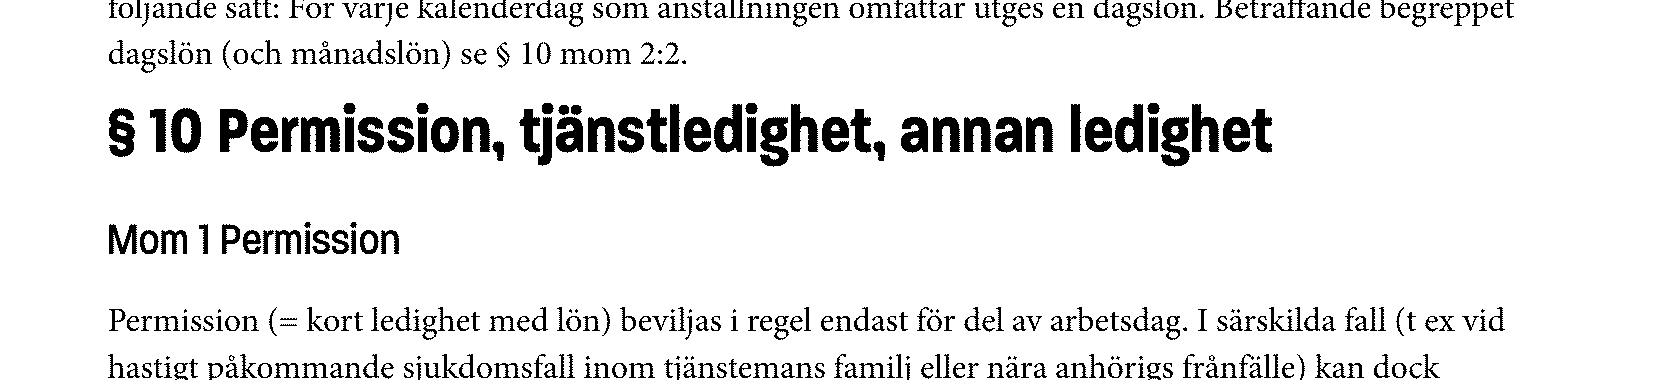 följande sätt: För varje kalenderdag som anställningen omfattar utges en dagslön. Beträffande begreppet
dagslön (och månadslön) se § 10 mom 2:2.
§ 10 Permission, tjänstledighet, annan ledighet
Mom 1 Permission
Permission (= kort ledighet med lön) beviljas i regel endast för del av arbetsdag. I särskilda fall (t ex vid
hastigt påkommande sjukdomsfall inom tjänstemans familj eller nära anhörigs frånfälle) kan dock